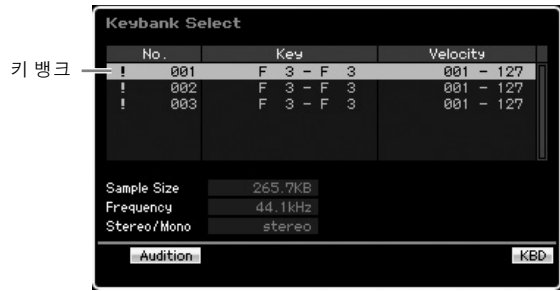 Keybank Select
No. Key Velocity
키 뱅크
! 001 F 3 - F 3 001 - 127
! 002 F 3 - F 3 001 - 127
! 003 F 3 - F 3 001 - 127
Sample Size 265.7KB
Frequency 44.1kHz
Stereo/Mono stereo
Audition KBD